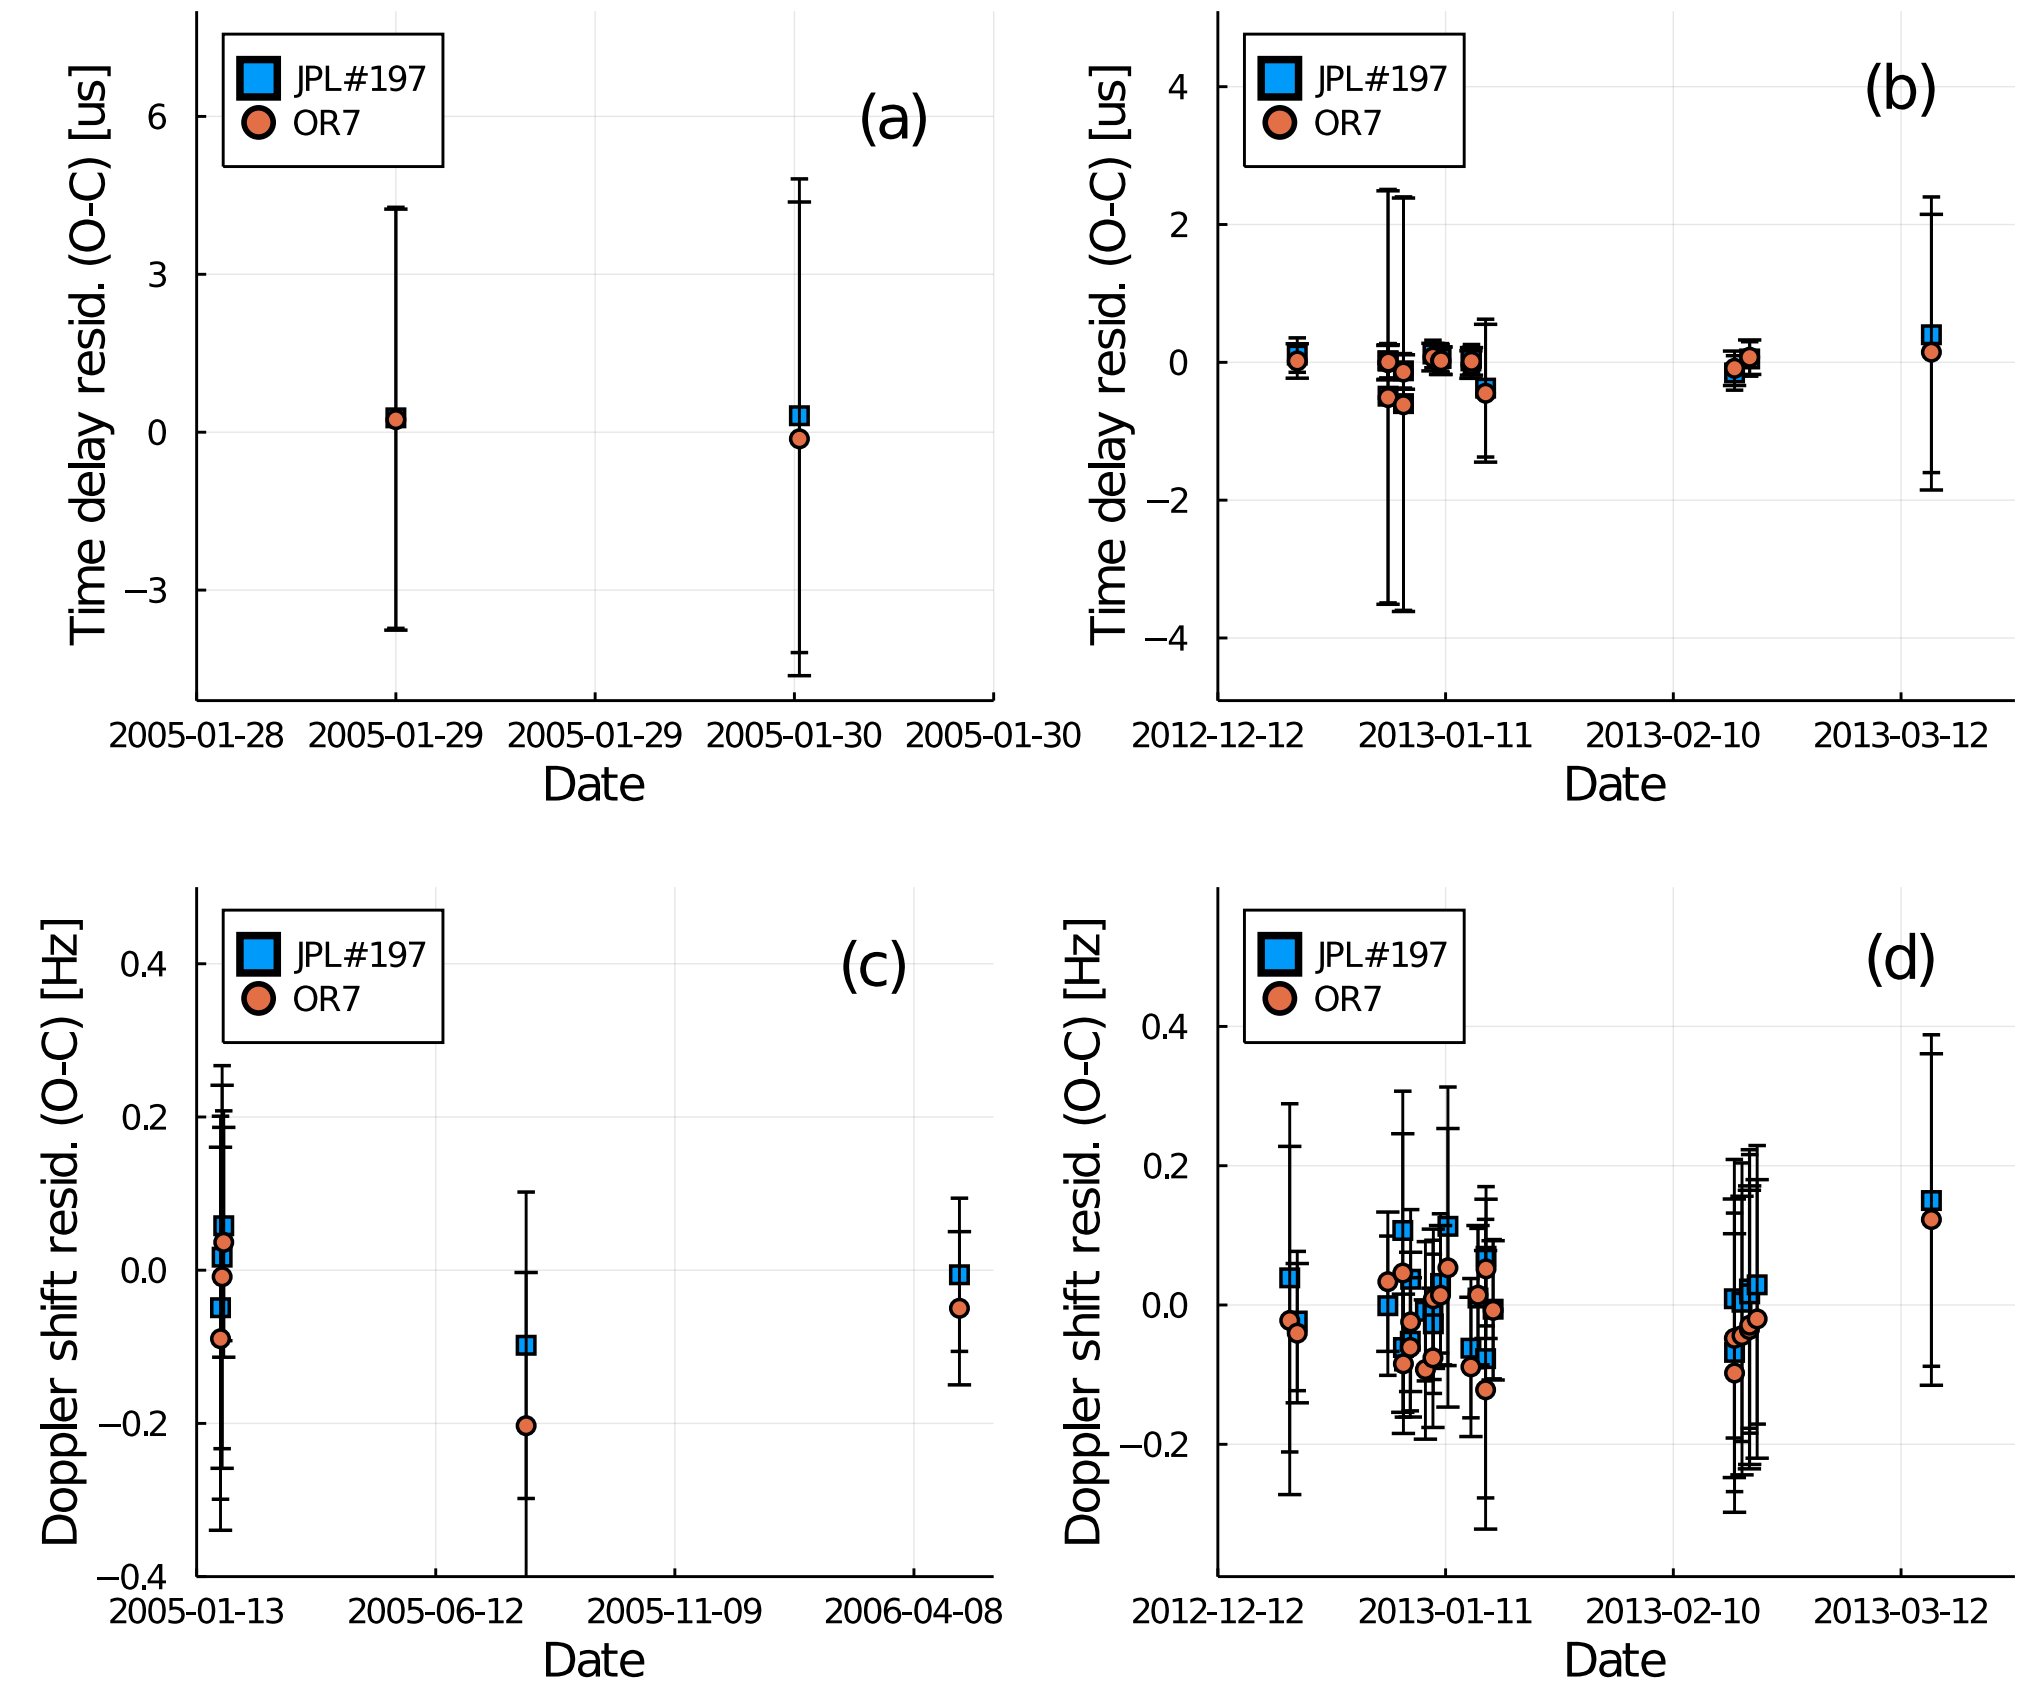 Time delay resid. (O-C) [us]
6
3
0
−3
JPL#197
OR7
(a)
2005-01-28 2005-01-29 2005-01-29 2005-01-30 2005-01-30
Date
Time delay resid. (O-C) [us]
4
2
0
−2
−4
JPL#197
OR7
(b)
2012-12-12 2013-01-11 2013-02-10 2013-03-12
Date
Doppler shift resid. (O-C) [Hz]
0.4
0.2
0.0
−0.2
−0.4
JPL#197
OR7
(c)
2005-01-13 2005-06-12 2005-11-09 2006-04-08
Date
Doppler shift resid. (O-C) [Hz]
0.4
0.2
0.0
−0.2
JPL#197
OR7
(d)
2012-12-12 2013-01-11 2013-02-10 2013-03-12
Date